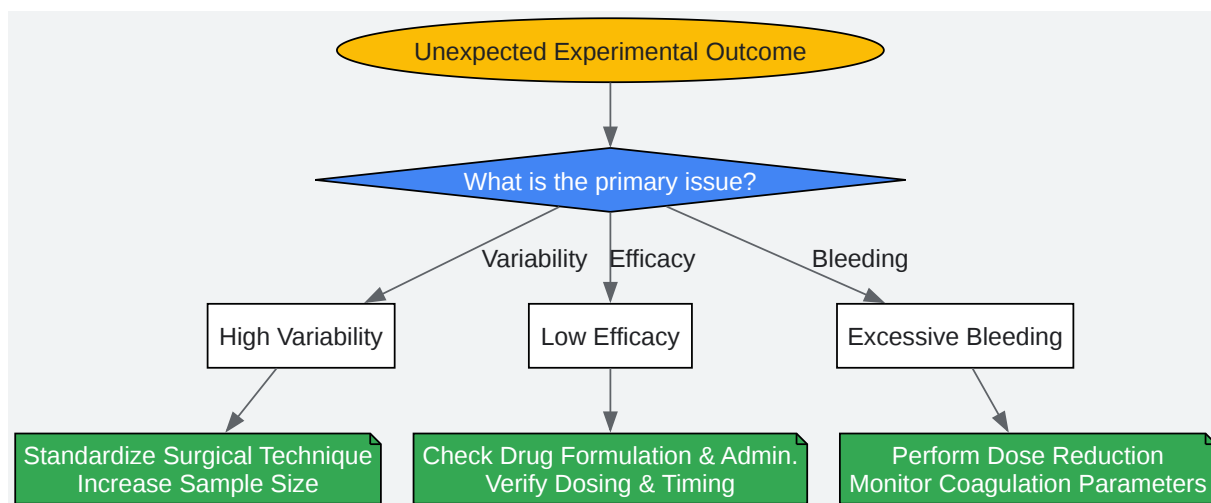 Unexpected Experimental Outcome
What is the primary issue?
Variability
Efficacy
Bleeding
High Variability
Low Efficacy
Excessive Bleeding
Standardize Surgical Technique
Increase Sample Size
Check Drug Formulation & Admin.
Verify Dosing & Timing
Perform Dose Reduction
Monitor Coagulation Parameters